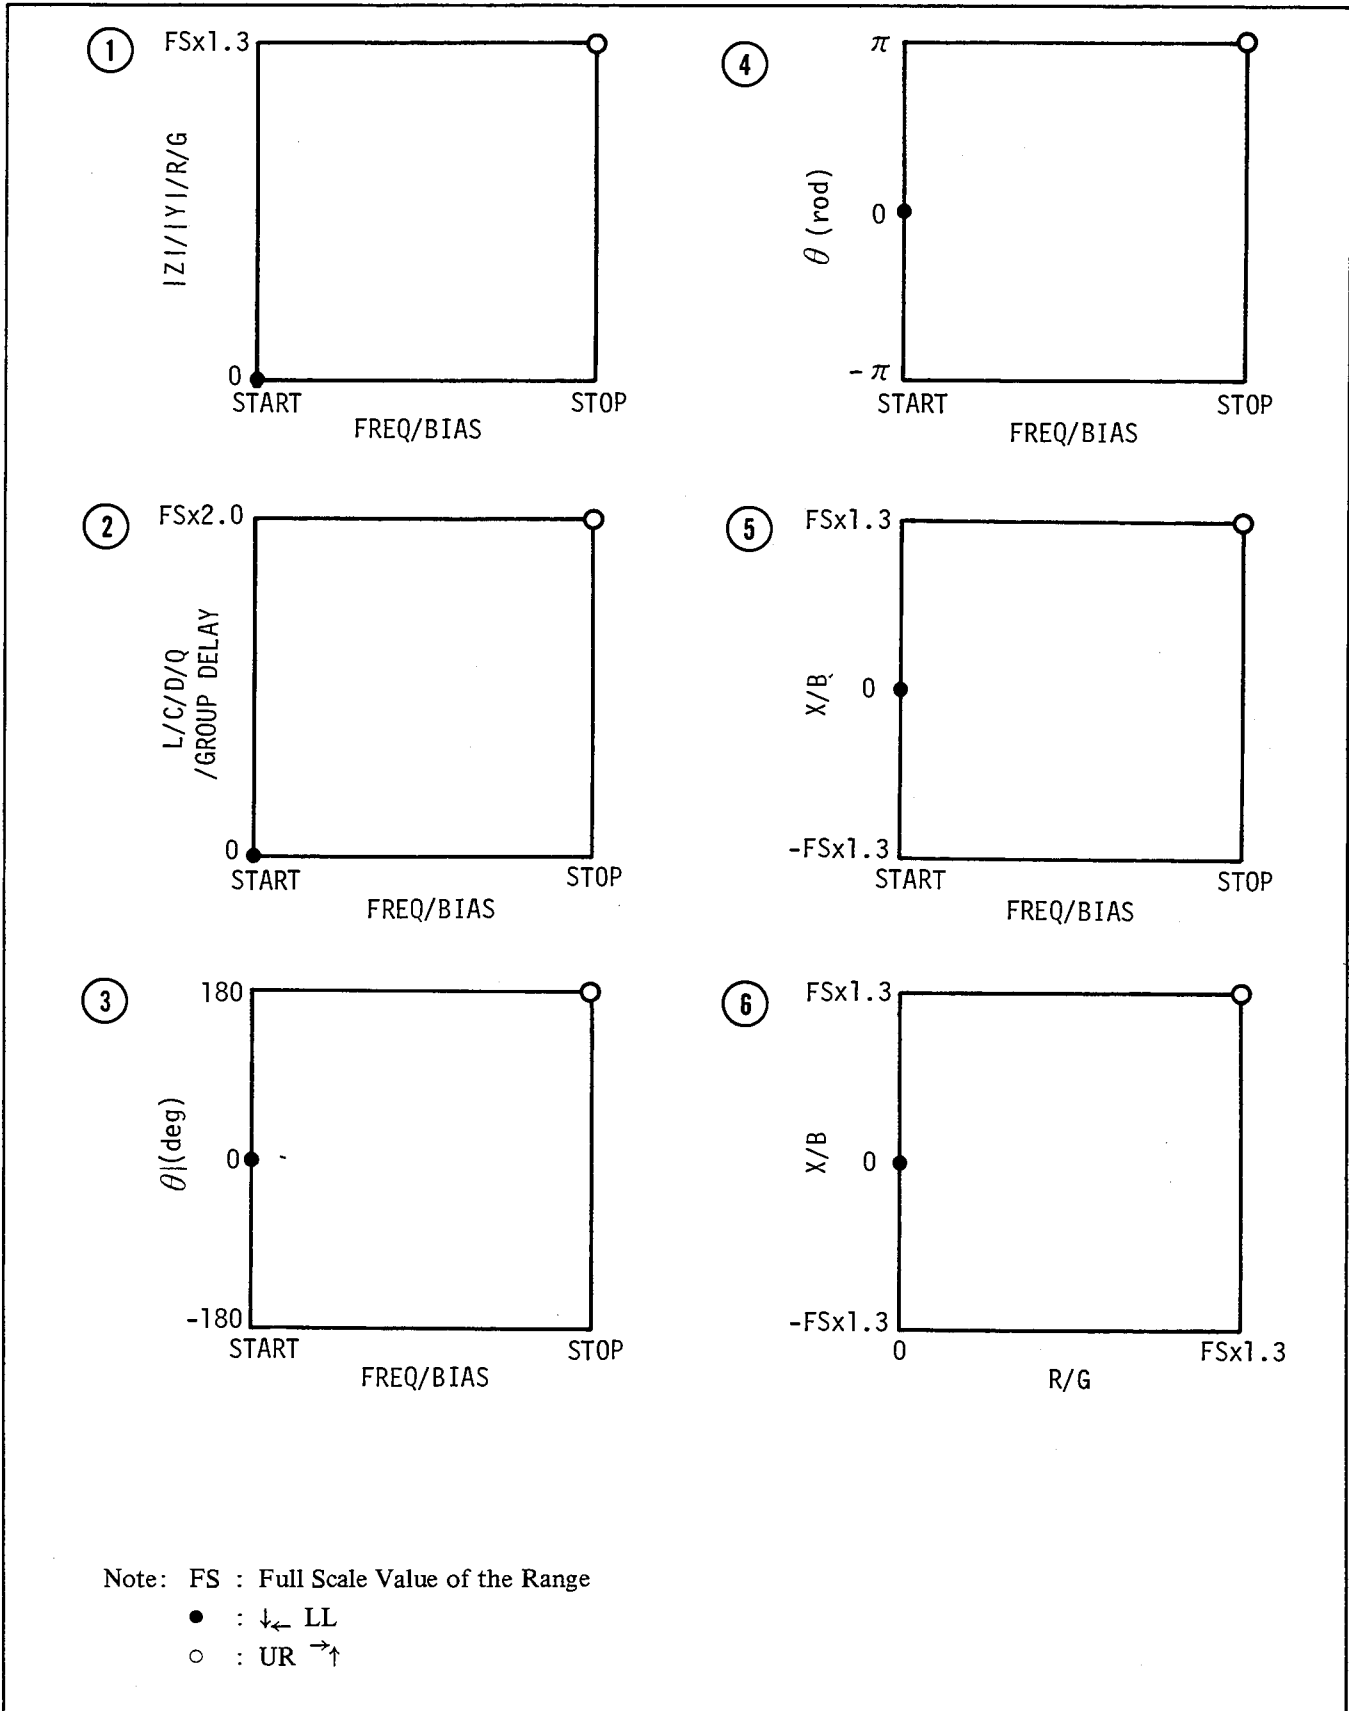 1
FSx1.3
|Z|/|Y|/R/G
0
START STOP
FREQ/BIAS
2
FSx2.0
L/C/D/Q
/GROUP DELAY
0
START STOP
FREQ/BIAS
3
180
θ|(deg)
0
-180
START STOP
FREQ/BIAS
4
π
θ (rod)
0
-π
START STOP
FREQ/BIAS
5
FSx1.3
X/B
0
-FSx1.3
START STOP
FREQ/BIAS
6
FSx1.3
X/B
0
-FSx1.3
0 FSx1.3
R/G
Note: FS : Full Scale Value of the Range
● : ↓← LL
○ : UR →↑